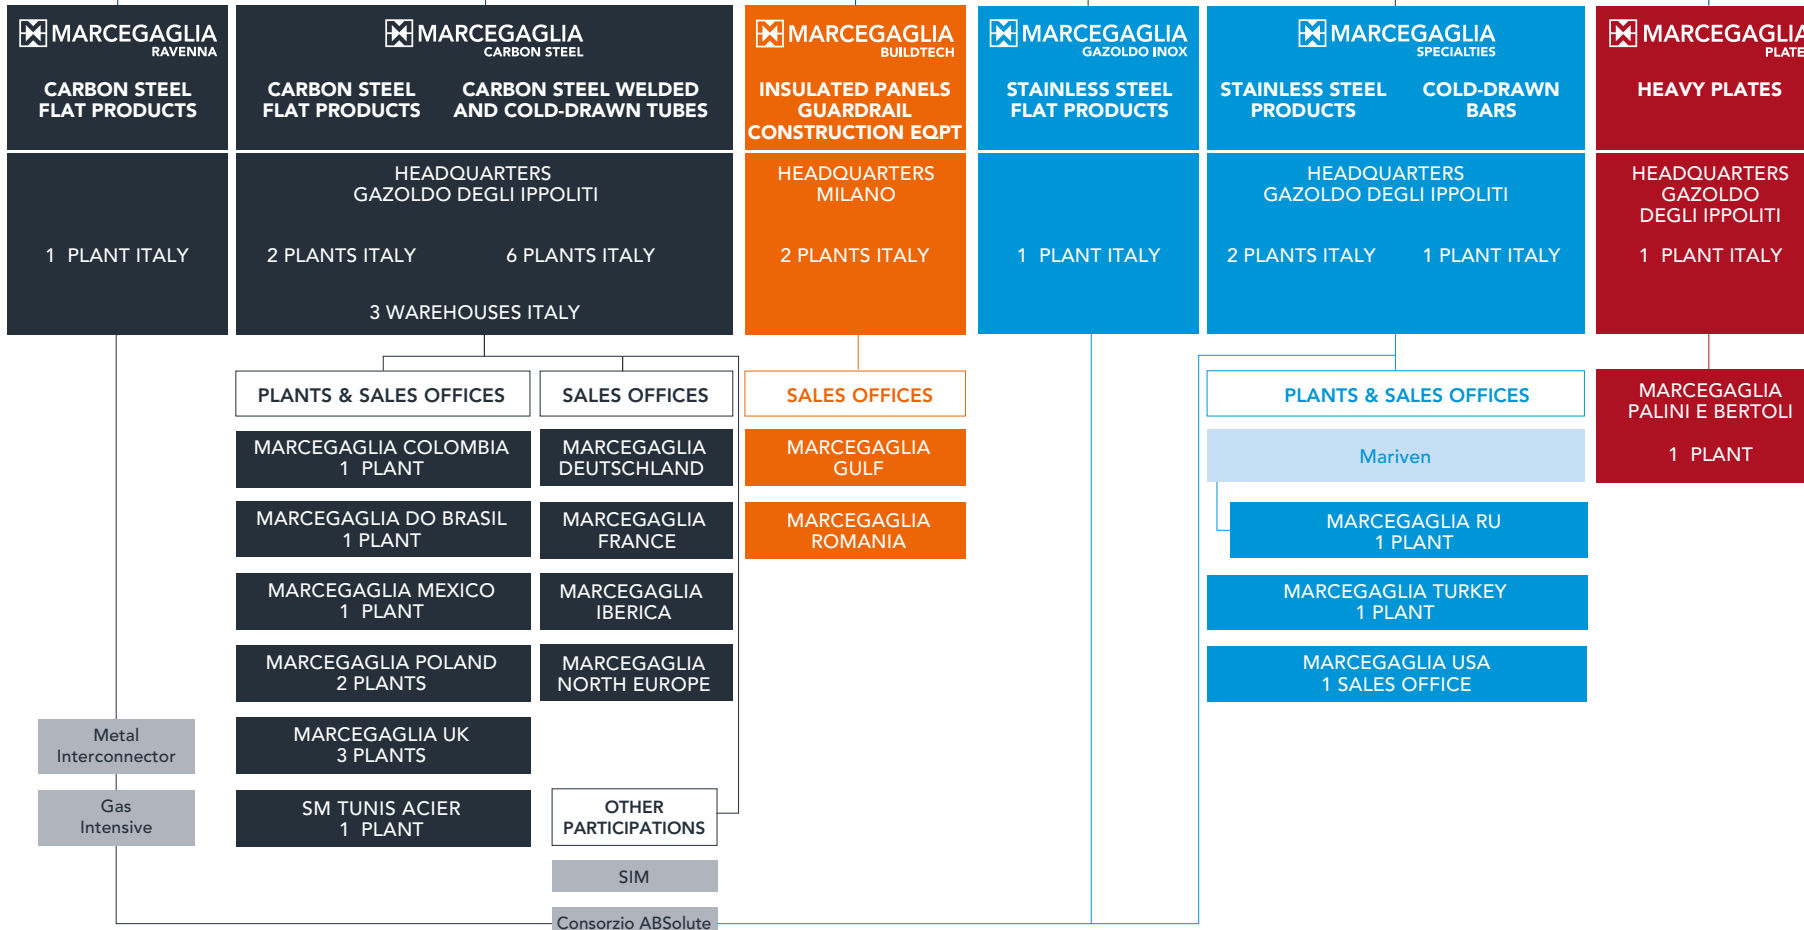 MARCEGAGLIA
RAVENNA
CARBON STEEL
FLAT PRODUCTS
1 PLANT ITALY
MARCEGAGLIA
CARBON STEEL
CARBON STEEL
FLAT PRODUCTS
CARBON STEEL WELDED
AND COLD-DRAWN TUBES
HEADQUARTERS
GAZOLDO DEGLI IPPOLITI
2 PLANTS ITALY
6 PLANTS ITALY
3 WAREHOUSES ITALY
MARCEGAGLIA
BUILDTECH
INSULATED PANELS
GUARDRAIL
CONSTRUCTION EQPT
HEADQUARTERS
MILANO
2 PLANTS ITALY
MARCEGAGLIA
GAZOLDO INOX
STAINLESS STEEL
FLAT PRODUCTS
1 PLANT ITALY
MARCEGAGLIA
SPECIALTIES
STAINLESS STEEL
PRODUCTS
COLD-DRAWN
BARS
HEADQUARTERS
GAZOLDO DEGLI IPPOLITI
2 PLANTS ITALY
1 PLANT ITALY
MARCEGAGLIA
PLATE
HEAVY PLATES
HEADQUARTERS
GAZOLDO
DEGLI IPPOLITI
1 PLANT ITALY
PLANTS & SALES OFFICES
MARCEGAGLIA COLOMBIA
1 PLANT
MARCEGAGLIA DO BRASIL
1 PLANT
MARCEGAGLIA MEXICO
1 PLANT
MARCEGAGLIA POLAND
2 PLANTS
MARCEGAGLIA UK
3 PLANTS
SM TUNIS ACIER
1 PLANT
SALES OFFICES
MARCEGAGLIA
DEUTSCHLAND
MARCEGAGLIA
FRANCE
MARCEGAGLIA
IBERICA
MARCEGAGLIA
NORTH EUROPE
OTHER
PARTICIPATIONS
SIM
Consorzio ABSolute
SALES OFFICES
MARCEGAGLIA
GULF
MARCEGAGLIA
ROMANIA
PLANTS & SALES OFFICES
Mariven
MARCEGAGLIA RU
1 PLANT
MARCEGAGLIA TURKEY
1 PLANT
MARCEGAGLIA USA
1 SALES OFFICE
MARCEGAGLIA
PALINI E BERTOLI
1 PLANT
Metal
Interconnector
Gas
Intensive